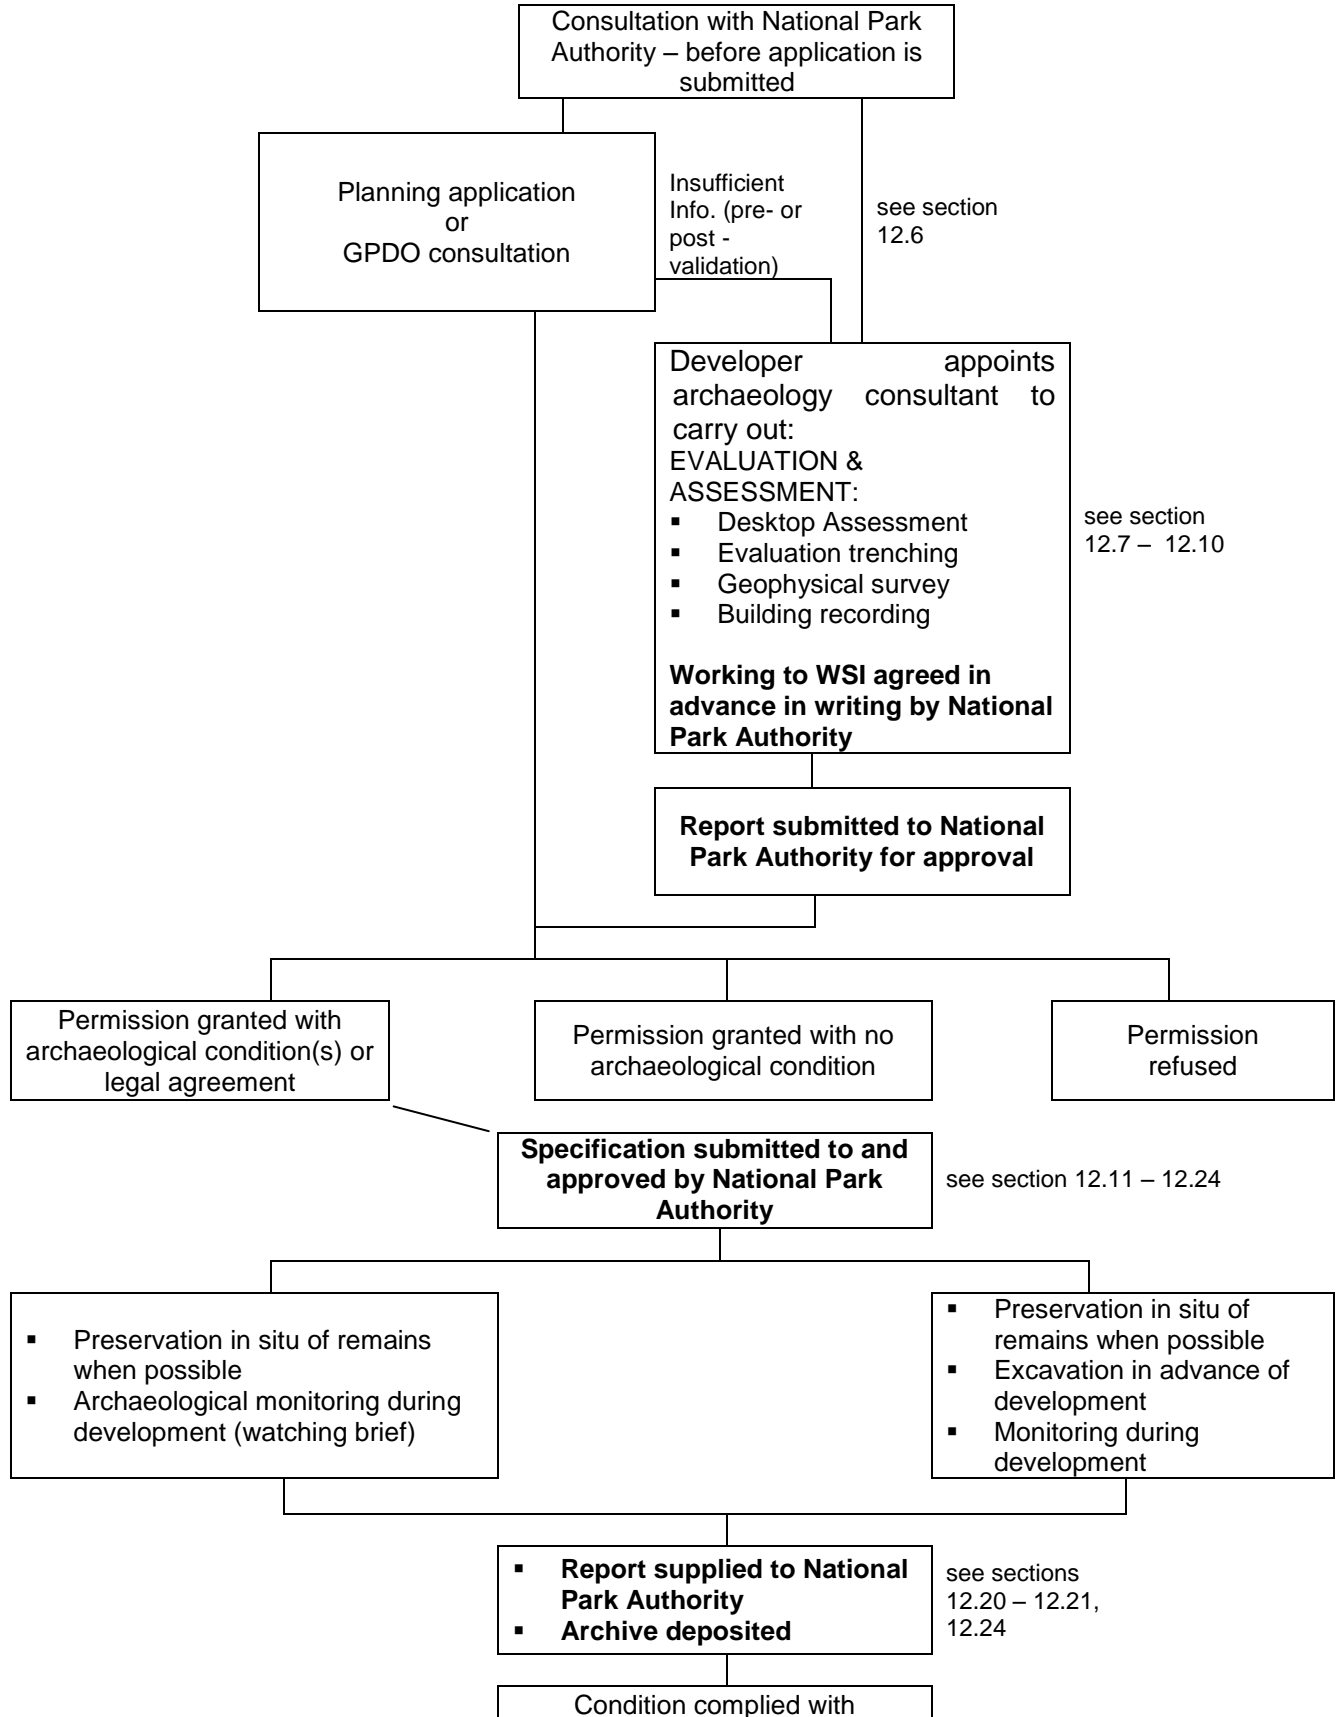 Consultation with National Park
Authority – before application is
submitted
Planning application
or
GPDO consultation
Insufficient
Info. (pre- or
post -
validation)
see section
12.6
Developer appoints
archaeology consultant to
carry out:
EVALUATION &
ASSESSMENT:
▪ Desktop Assessment
▪ Evaluation trenching
▪ Geophysical survey
▪ Building recording
Working to WSI agreed in
advance in writing by National
Park Authority
see section
12.7 – 12.10
Report submitted to National
Park Authority for approval
Permission granted with
archaeological condition(s) or
legal agreement
Permission granted with no
archaeological condition
Permission
refused
Specification submitted to and
approved by National Park
Authority
see section 12.11 – 12.24
▪ Preservation in situ of remains
when possible
▪ Archaeological monitoring during
development (watching brief)
▪ Preservation in situ of
remains when possible
▪ Excavation in advance of
development
▪ Monitoring during
development
▪ Report supplied to National
Park Authority
▪ Archive deposited
see sections
12.20 – 12.21,
12.24
Condition complied with